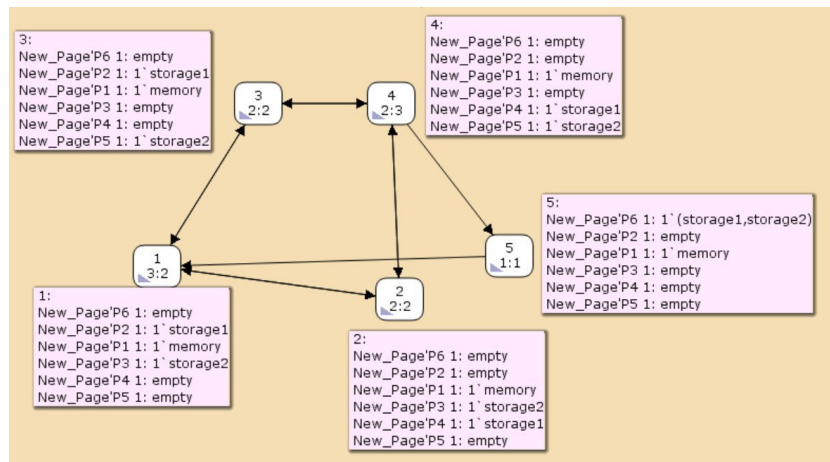 3:
New_Page'P6 1: empty
New_Page'P2 1: 1`storage1
New_Page'P1 1: 1`memory
New_Page'P3 1: empty
New_Page'P4 1: empty
New_Page'P5 1: 1`storage2
4:
New_Page'P6 1: empty
New_Page'P2 1: empty
New_Page'P1 1: 1`memory
New_Page'P3 1: empty
New_Page'P4 1: 1`storage1
New_Page'P5 1: 1`storage2
3
2:2
4
2:3
5:
New_Page'P6 1: 1`(storage1,storage2)
New_Page'P2 1: empty
New_Page'P1 1: 1`memory
New_Page'P3 1: empty
New_Page'P4 1: empty
New_Page'P5 1: empty
5
1:1
1
3:2
2
2:2
1:
New_Page'P6 1: empty
New_Page'P2 1: 1`storage1
New_Page'P1 1: 1`memory
New_Page'P3 1: 1`storage2
New_Page'P4 1: empty
New_Page'P5 1: empty
2:
New_Page'P6 1: empty
New_Page'P2 1: empty
New_Page'P1 1: 1`memory
New_Page'P3 1: 1`storage2
New_Page'P4 1: 1`storage1
New_Page'P5 1: empty